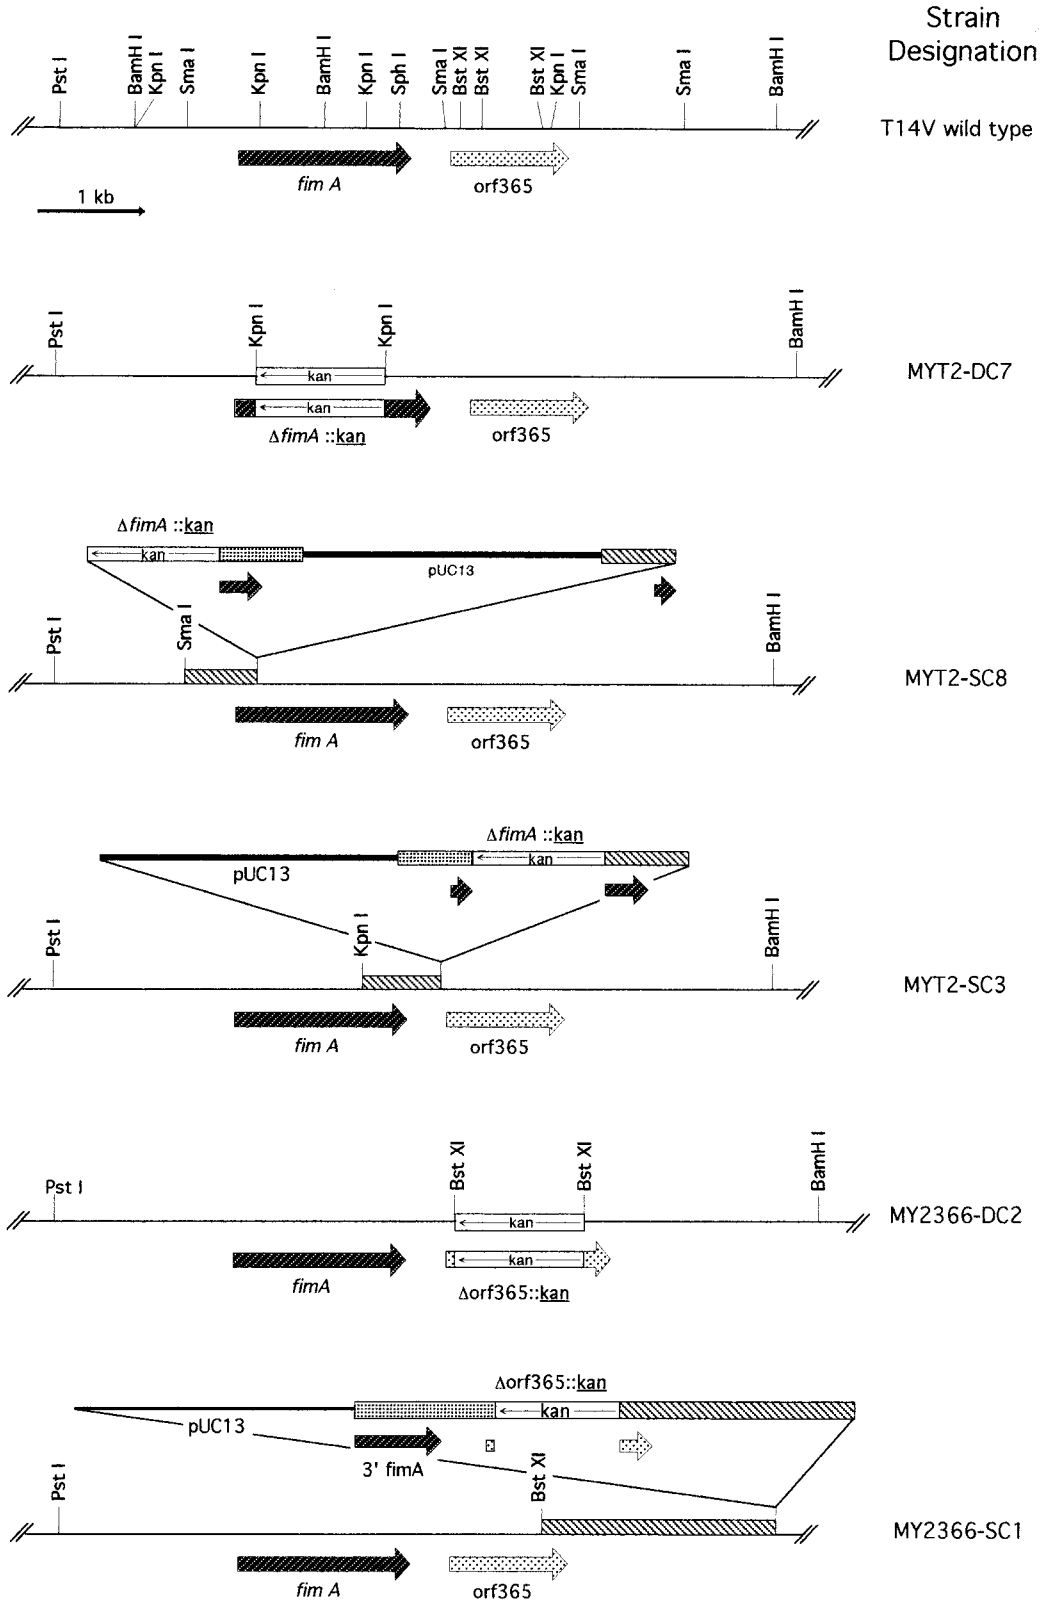 Strain
Designation
Pst I
BamH I
Kpn I
Sma I
Kpn I
BamH I
Kpn I
Sph I
Sma I
Bst XI
Bst XI
Bst XI
Kpn I
Sma I
Sma I
BamH I
T14V wild type
fim A
orf365
1 kb
Pst I
Kpn I
Kpn I
BamH I
kan
MYT2-DC7
kan
ΔfimA ::kan
orf365
ΔfimA ::kan
kan
pUC13
Pst I
Sma I
BamH I
MYT2-SC8
fim A
orf365
ΔfimA ::kan
kan
pUC13
Pst I
Kpn I
BamH I
MYT2-SC3
fim A
orf365
Pst I
Bst XI
Bst XI
BamH I
kan
MY2366-DC2
kan
fimA
Δorf365::kan
Δorf365::kan
kan
pUC13
3' fimA
Pst I
Bst XI
MY2366-SC1
fim A
orf365